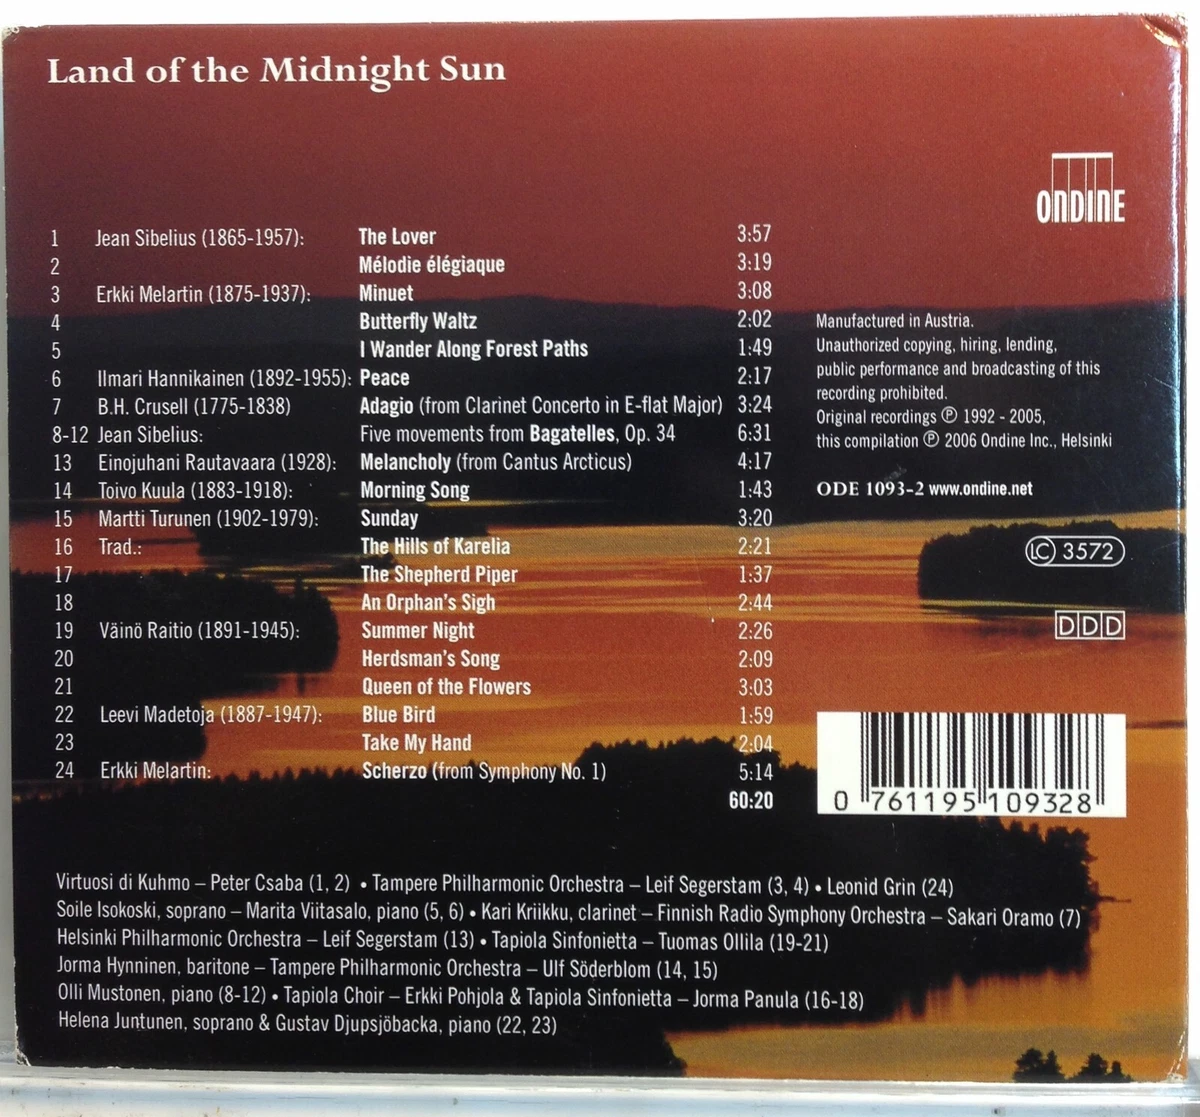 Land of the Midnight Sun
ONDINE
1 Jean Sibelius (1865-1957): The Lover 3:57
2 Mélodie élégiaque 3:19
3 Erkki Melartin (1875-1937): Minuet 3:08
4 Butterfly Waltz 2:02
5 I Wander Along Forest Paths 1:49
6 Ilmari Hannikainen (1892-1955): Peace 2:17
7 B.H. Crusell (1775-1838) Adagio (from Clarinet Concerto in E-flat Major) 3:24
8-12 Jean Sibelius: Five movements from Bagatelles, Op. 34 6:31
13 Einojuhani Rautavaara (1928): Melancholy (from Cantus Arcticus) 4:17
14 Toivo Kuula (1883-1918): Morning Song 1:43
15 Martti Turunen (1902-1979): Sunday 3:20
16 Trad.: The Hills of Karelia 2:21
17 The Shepherd Piper 1:37
18 An Orphan's Sigh 2:44
19 Väinö Raitio (1891-1945): Summer Night 2:26
20 Herdsman's Song 2:09
21 Queen of the Flowers 3:03
22 Leevi Madetoja (1887-1947): Blue Bird 1:59
23 Take My Hand 2:04
24 Erkki Melartin: Scherzo (from Symphony No. 1) 5:14
60:20
Manufactured in Austria.
Unauthorized copying, hiring, lending,
public performance and broadcasting of this
recording prohibited.
Original recordings ℗ 1992 - 2005,
this compilation ℗ 2006 Ondine Inc., Helsinki
ODE 1093-2 www.ondine.net
LC 3572
DDD
0 761195 109328
Virtuosi di Kuhmo – Peter Csaba (1, 2) • Tampere Philharmonic Orchestra – Leif Segerstam (3, 4) • Leonid Grin (24)
Soile Isokoski, soprano – Marita Viitasalo, piano (5, 6) • Kari Kriikku, clarinet – Finnish Radio Symphony Orchestra – Sakari Oramo (7)
Helsinki Philharmonic Orchestra – Leif Segerstam (13) • Tapiola Sinfonietta – Tuomas Ollila (19-21)
Jorma Hynninen, baritone – Tampere Philharmonic Orchestra – Ulf Söderblom (14, 15)
Olli Mustonen, piano (8-12) • Tapiola Choir – Erkki Pohjola & Tapiola Sinfonietta – Jorma Panula (16-18)
Helena Juntunen, soprano & Gustav Djupsjöbacka, piano (22, 23)